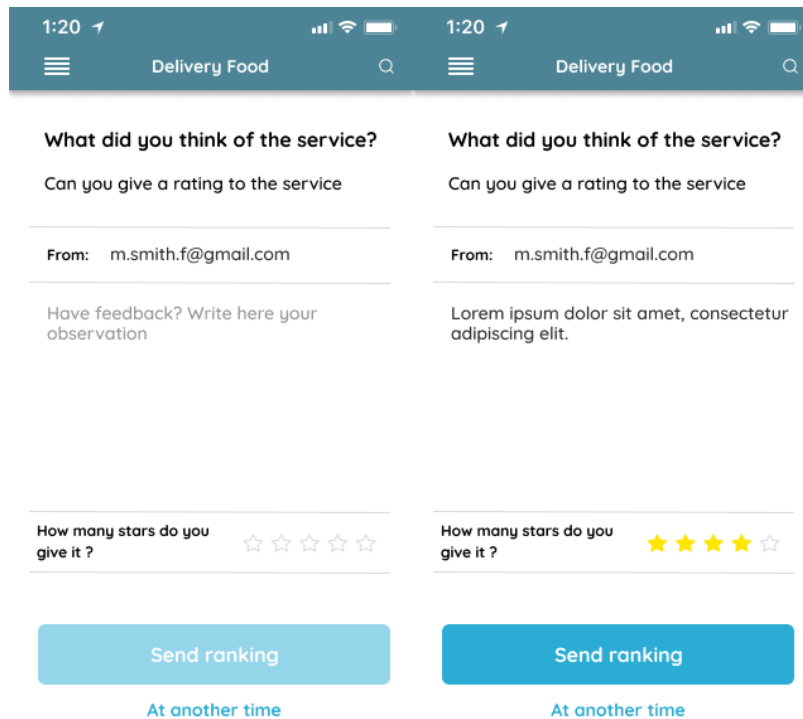 1:20
Delivery Food
What did you think of the service?
Can you give a rating to the service
From: m.smith.f@gmail.com
Have feedback? Write here your
observation
How many stars do you
give it ?
Send ranking
At another time
1:20
Delivery Food
What did you think of the service?
Can you give a rating to the service
From: m.smith.f@gmail.com
Lorem ipsum dolor sit amet, consectetur
adipiscing elit.
How many stars do you
give it ?
Send ranking
At another time